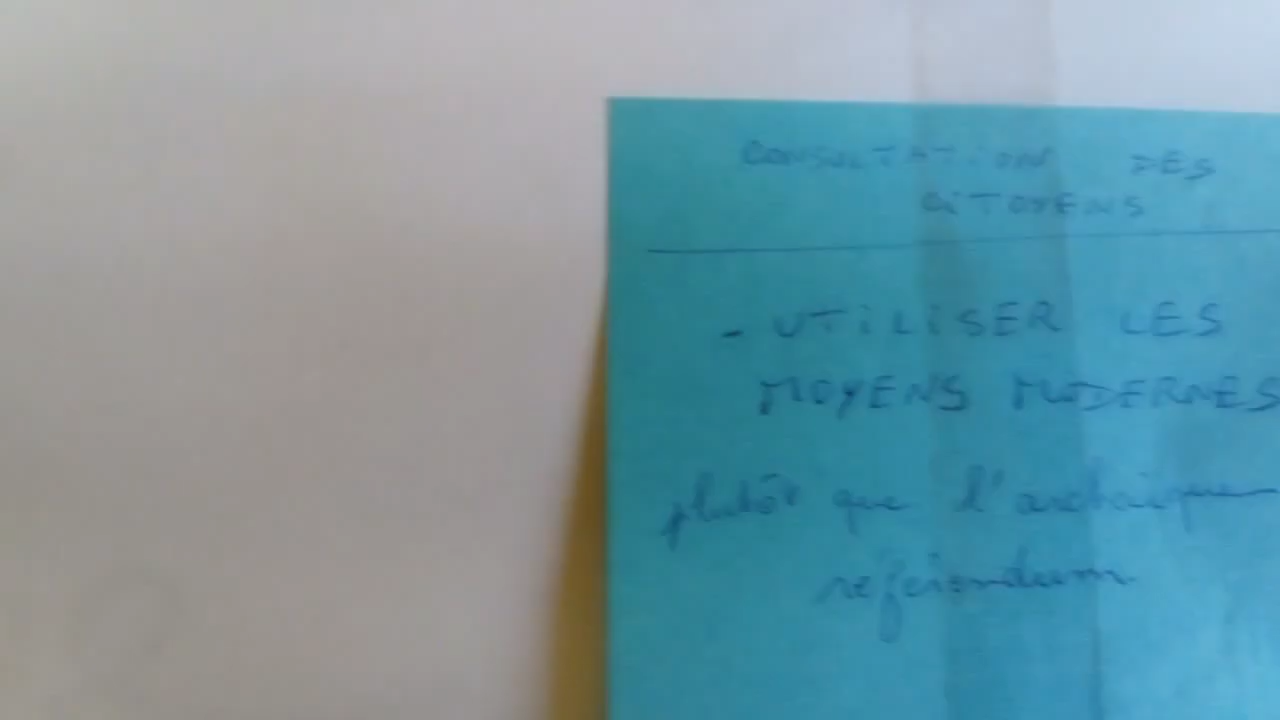 CONSULTATION DES
CITOYENS
- UTILISER LES
MOYENS MODERNES
plutôt que l'archaïque
référendum.